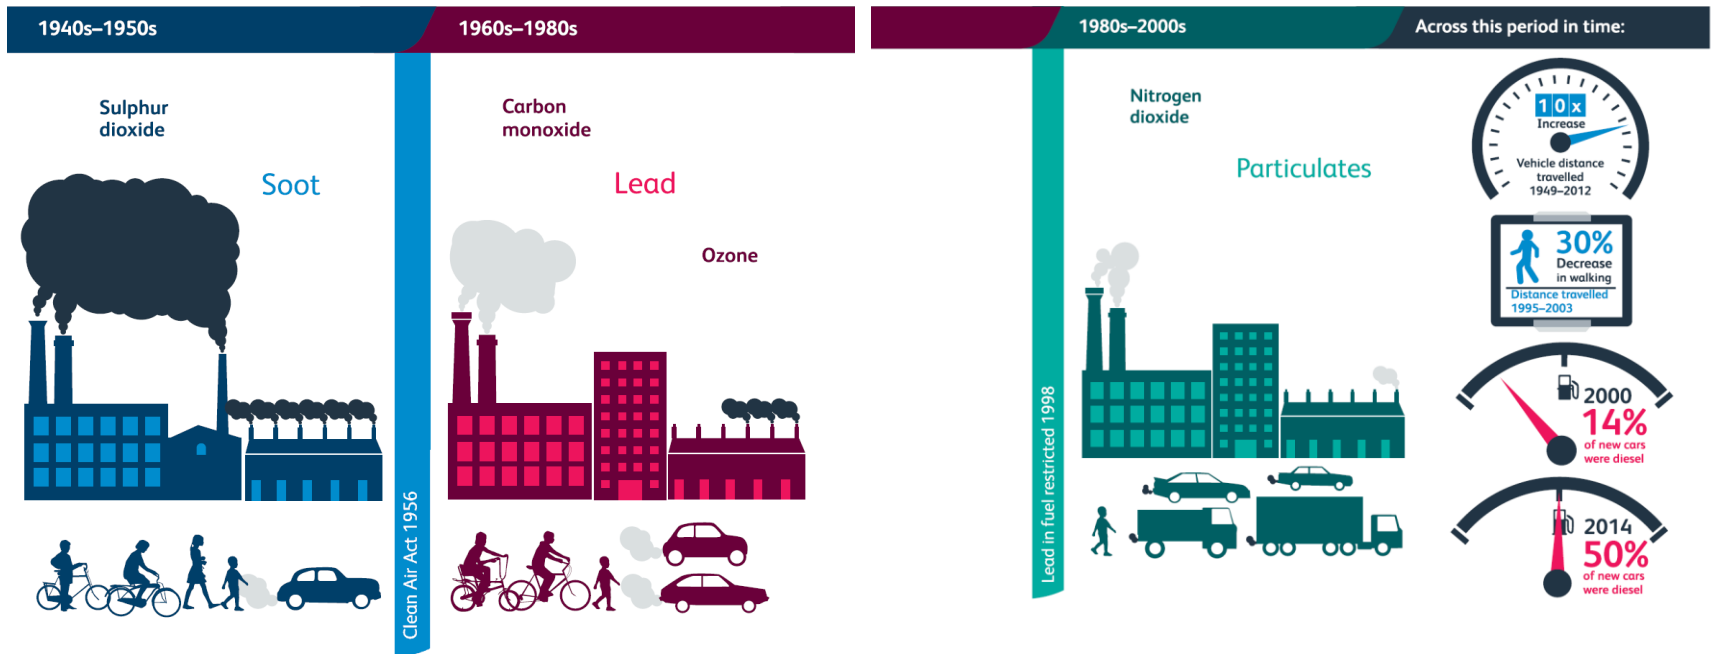 1940s–1950s
1960s–1980s
1980s–2000s
Across this period in time:
Sulphur
dioxide
Soot
Clean Air Act 1956
Carbon
monoxide
Lead
Ozone
Lead in fuel restricted 1998
Nitrogen
dioxide
Particulates
10x
Increase
Vehicle distance
travelled
1949–2012
30%
Decrease
in walking
Distance travelled
1995–2003
2000
14%
of new cars
were diesel
2014
50%
of new cars
were diesel